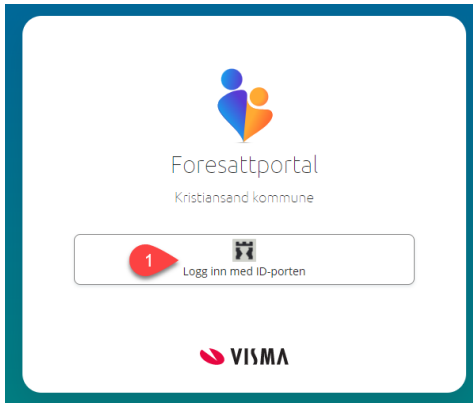 Foresattportal
Kristiansand kommune
1
Logg inn med ID-porten
VISMA